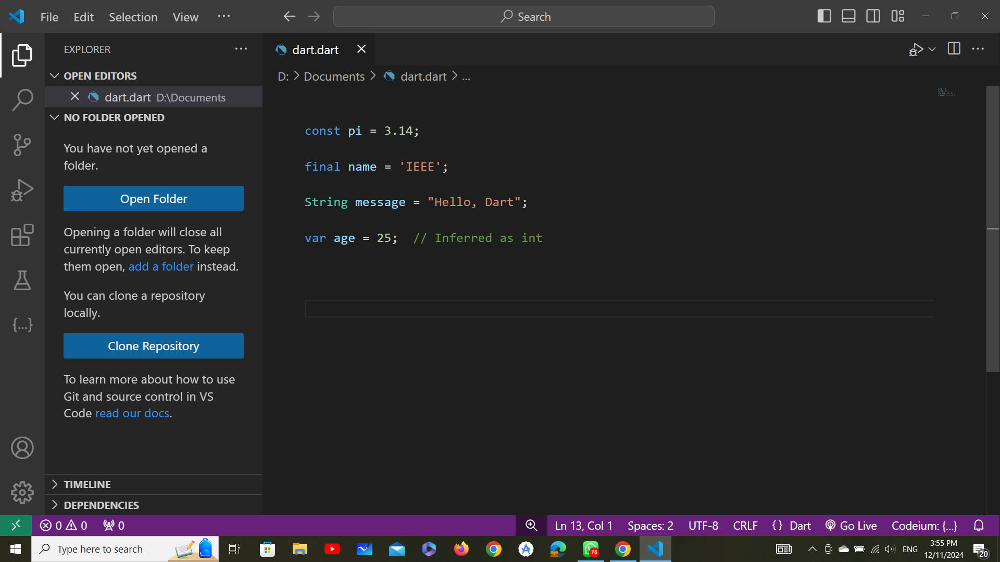 File Edit Selection View ...
Search
EXPLORER ...
dart.dart
OPEN EDITORS
dart.dart D:\Documents
D: > Documents > dart.dart > ...
NO FOLDER OPENED
You have not yet opened a
folder.
Open Folder
Opening a folder will close all
currently open editors. To keep
them open, add a folder instead.
You can clone a repository
locally.
Clone Repository
To learn more about how to use
Git and source control in VS
Code read our docs.
TIMELINE
DEPENDENCIES
const pi = 3.14;
final name = 'IEEE';
String message = "Hello, Dart";
var age = 25;  // Inferred as int
0 0 0
Ln 13, Col 1 Spaces: 2 UTF-8 CRLF {} Dart Go Live Codeium: {...}
Type here to search
75
ENG
3:55 PM
12/11/2024
20